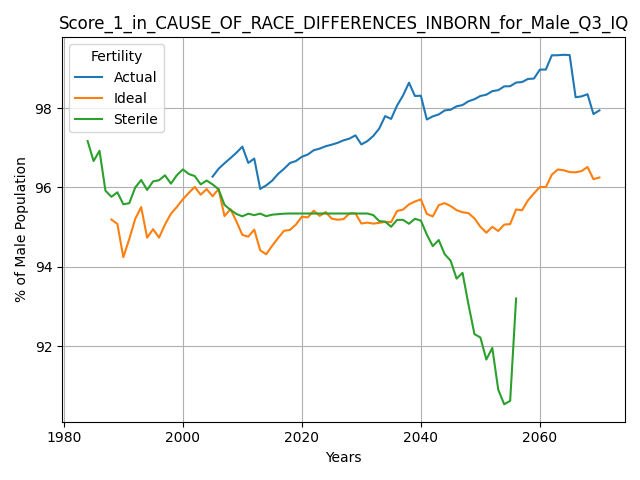 Score_1_in_CAUSE_OF_RACE_DIFFERENCES_INBORN_for_Male_Q3_IQ
Fertility
Actual
Ideal
Sterile
% of Male Population
98
96
94
92
1980
2000
2020
2040
2060
Years